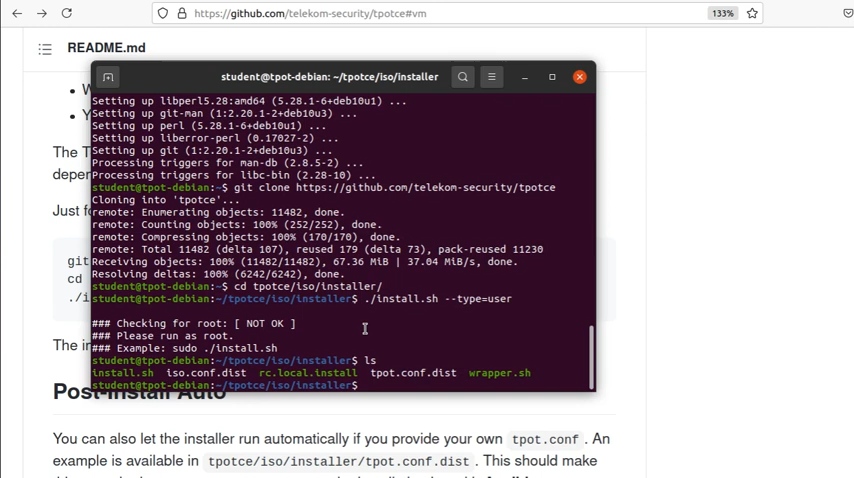 https://github.com/telekom-security/tpotce#vm
133%
README.md
student@tpot-debian: ~/tpotce/iso/installer
Setting up libperl5.28:amd64 (5.28.1-6+deb10u1) ...
Setting up git-man (1:2.20.1-2+deb10u3) ...
Setting up perl (5.28.1-6+deb10u1) ...
Setting up liberror-perl (0.17027-2) ...
Setting up git (1:2.20.1-2+deb10u3) ...
Processing triggers for man-db (2.8.5-2) ...
Processing triggers for libc-bin (2.28-10) ...
student@tpot-debian:~$ git clone https://github.com/telekom-security/tpotce
Cloning into 'tpotce'...
remote: Enumerating objects: 11482, done.
remote: Counting objects: 100% (252/252), done.
remote: Compressing objects: 100% (170/170), done.
remote: Total 11482 (delta 107), reused 179 (delta 73), pack-reused 11230
Receiving objects: 100% (11482/11482), 67.36 MiB | 37.04 MiB/s, done.
Resolving deltas: 100% (6242/6242), done.
student@tpot-debian:~$ cd tpotce/iso/installer/
student@tpot-debian:~/tpotce/iso/installer$ ./install.sh --type=user
### Checking for root: [ NOT OK ]
### Please run as root.
### Example: sudo ./install.sh
student@tpot-debian:~/tpotce/iso/installer$ ls
install.sh iso.conf.dist rc.local.install tpot.conf.dist wrapper.sh
student@tpot-debian:~/tpotce/iso/installer$
The T
depen
Just f
git
cd
./i
The in
Post-Install Auto
You can also let the installer run automatically if you provide your own tpot.conf . An
example is available in tpotce/iso/installer/tpot.conf.dist . This should make